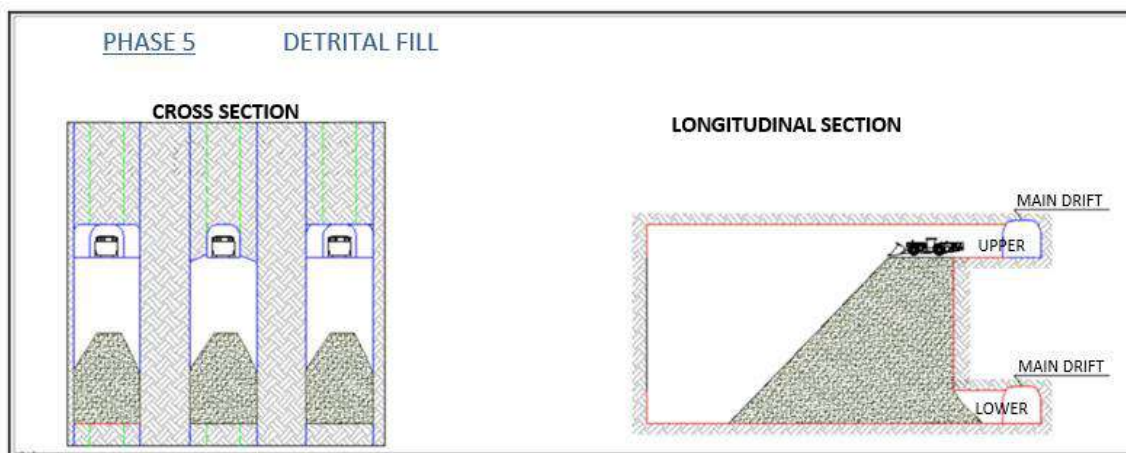 PHASE 5 DETRITAL FILL
CROSS SECTION
LONGITUDINAL SECTION
MAIN DRIFT
UPPER
MAIN DRIFT
LOWER